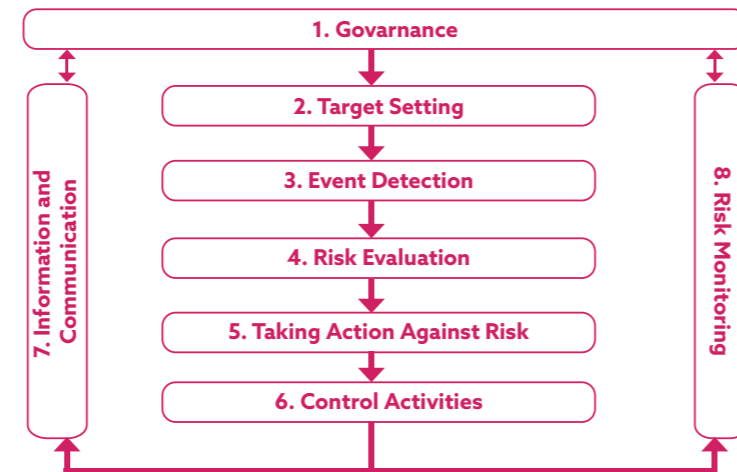 1. Govarnance
2. Target Setting
3. Event Detection
4. Risk Evaluation
5. Taking Action Against Risk
6. Control Activities
7. Information and
Communication
8. Risk Monitoring